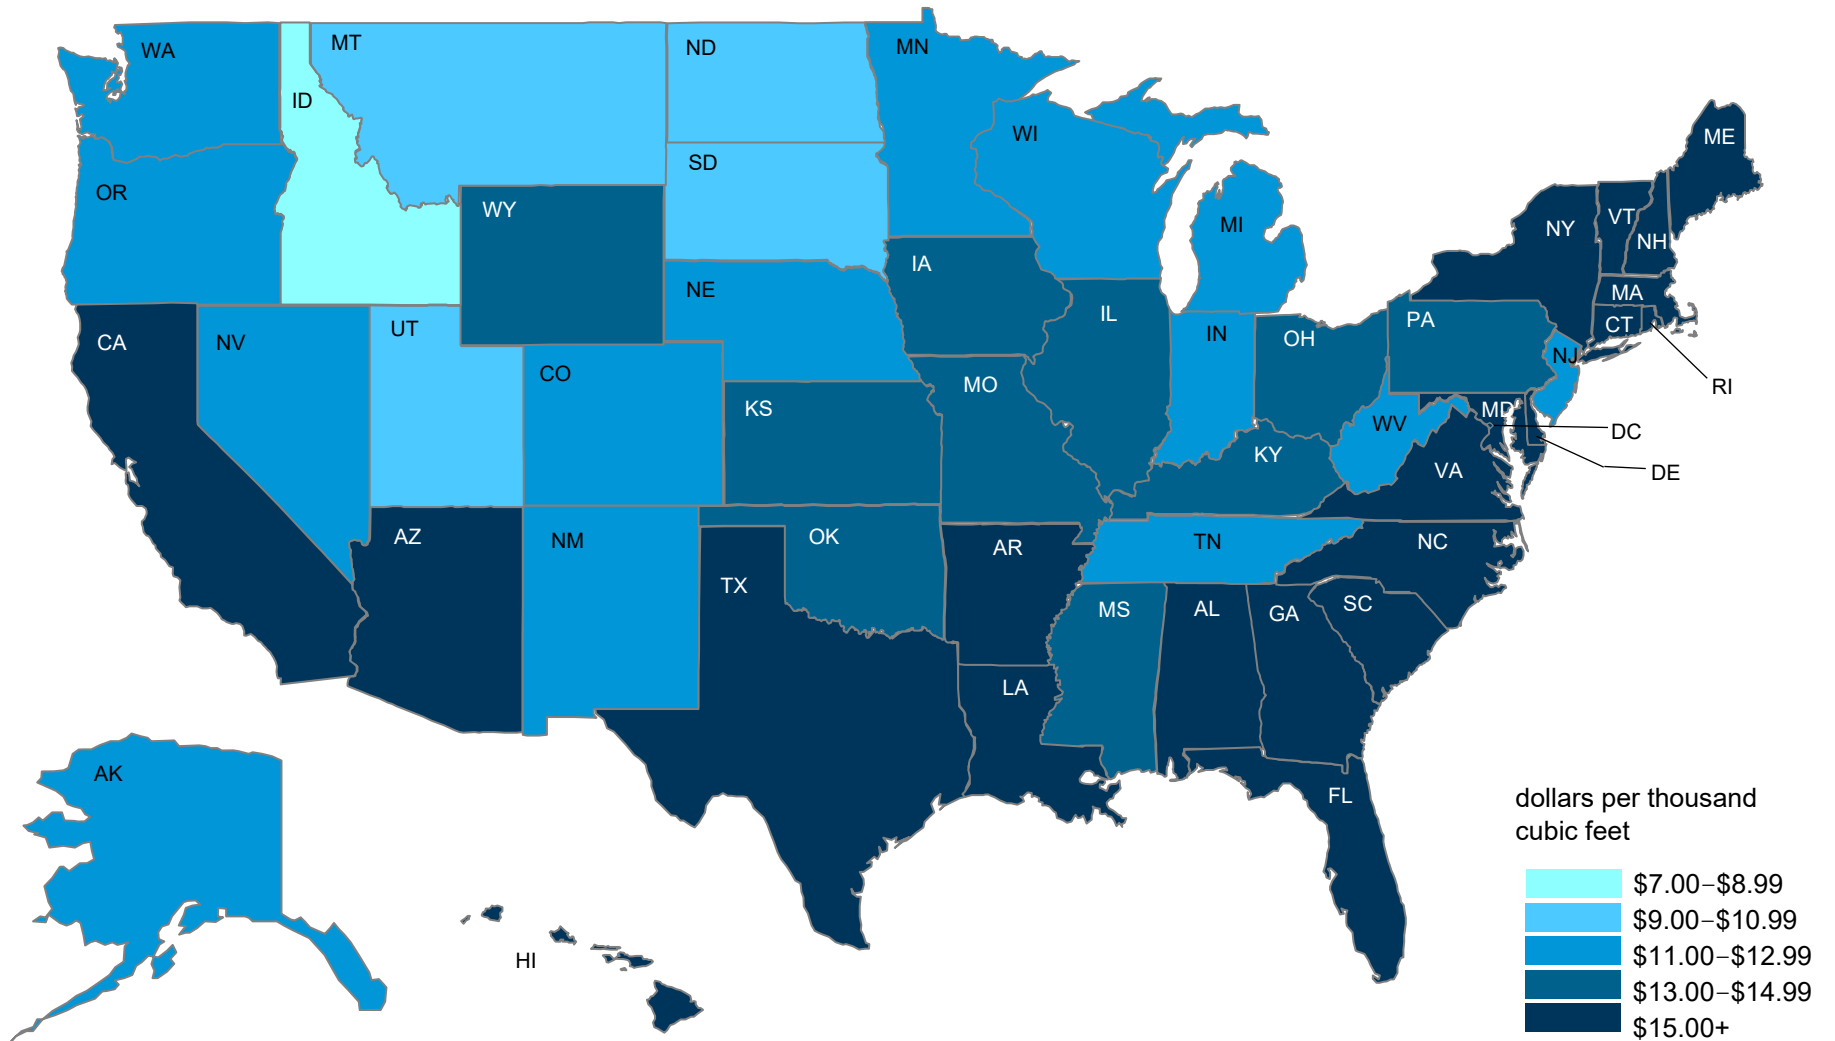 WA
MT
ND
MN
ID
WI
ME
SD
OR
WY
MI
NY
VT
NH
IA
NE
MA
IL
PA
CT
UT
IN
OH
CA
NV
NJ
CO
MO
RI
KS
MD
WV
DC
KY
VA
DE
AZ
NM
OK
AR
TN
NC
TX
MS
AL
GA
SC
LA
AK
FL
HI
dollars per thousand
cubic feet
$7.00–$8.99
$9.00–$10.99
$11.00–$12.99
$13.00–$14.99
$15.00+